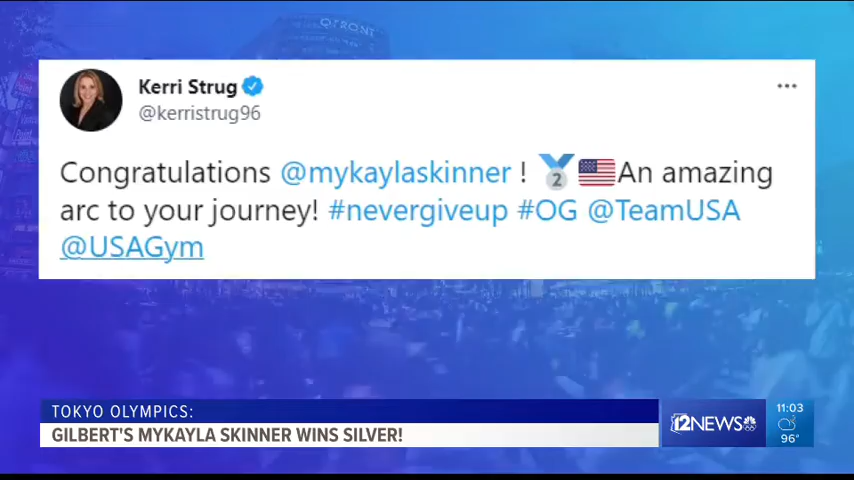 QFRONT
Kerri Strug
@kerristrug96
Congratulations @mykaylaskinner ! 🥈🇺🇸An amazing
arc to your journey! #nevergiveup #OG @TeamUSA
@USAGym
TOKYO OLYMPICS:
GILBERT'S MYKAYLA SKINNER WINS SILVER!
12NEWS
11:03
96°